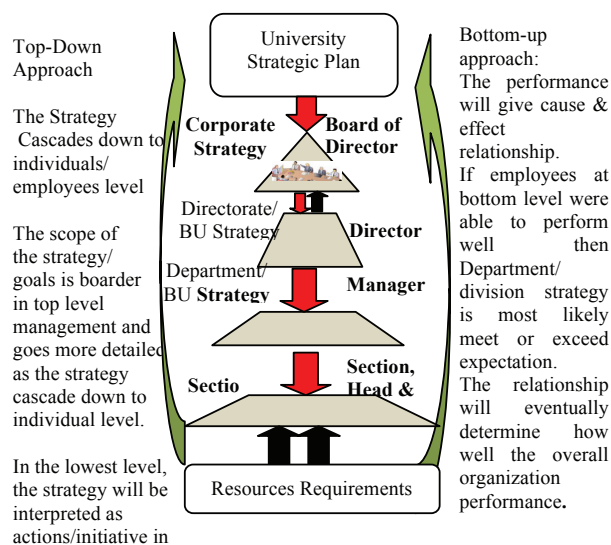 Top-Down
Approach
The Strategy
Cascades down to
individuals/
employees level
The scope of
the strategy/
goals is boarder
in top level
management and
goes more detailed
as the strategy
cascade down to
individual level.
In the lowest level,
the strategy will be
interpreted as
actions/initiative in
University
Strategic Plan
Corporate
Strategy
Board of
Director
Directorate/
BU Strategy
Director
Department/
BU Strategy
Manager
Sectio
Section,
Head &
Resources Requirements
Bottom-up
approach:
The performance
will give cause &
effect
relationship.
If employees at
bottom level were
able to perform
well then
Department/
division strategy
is most likely
meet or exceed
expectation.
The relationship
will eventually
determine how
well the overall
organization
performance.